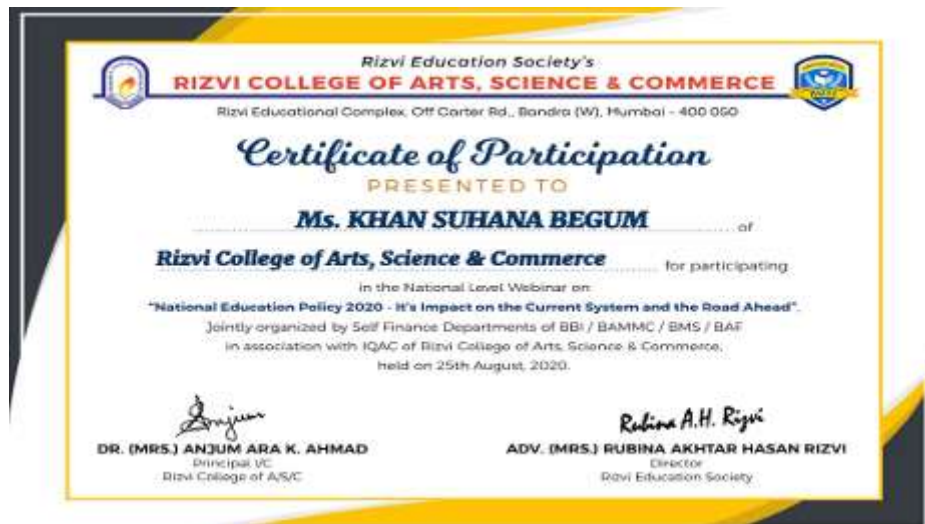 Rizvi Education Society's
RIZVI COLLEGE OF ARTS, SCIENCE & COMMERCE
Rizvi Educational Complex, Off Carter Rd., Bandra (W), Mumbai - 400 050
Certificate of Participation
PRESENTED TO
Ms. KHAN SUHANA BEGUM of
Rizvi College of Arts, Science & Commerce for participating
in the National Level Webinar on
"National Education Policy 2020 - It's Impact on the Current System and the Road Ahead".
Jointly organized by Self Finance Departments of BBI / BAMMC / BMS / BAF
in association with IQAC of Rizvi College of Arts, Science & Commerce,
held on 25th August, 2020.
Anjum
Rubina A.H. Rizvi
DR. (MRS.) ANJUM ARA K. AHMAD
ADV. (MRS.) RUBINA AKHTAR HASAN RIZVI
Principal I/C
Director
Rizvi College of A/S/C
Rizvi Education Society